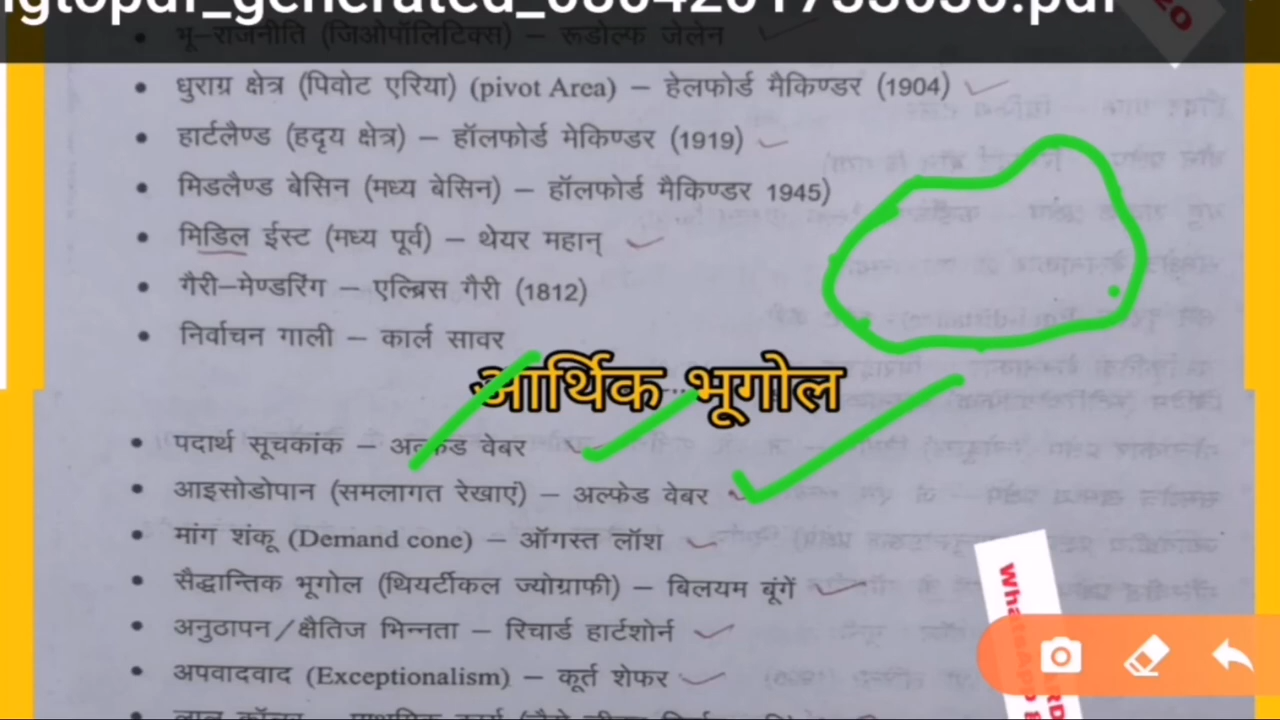 • भू-राजनीति (जिओपॉलिटिक्स) – रूडोल्फ जेलेन
• धुराग्र क्षेत्र (पिवोट एरिया) (pivot Area) – हेलफोर्ड मैकिण्डर (1904)
• हार्टलैण्ड (हृदय क्षेत्र) – हॉलफोर्ड मेकिण्डर (1919)
• मिडलैण्ड बेसिन (मध्य बेसिन) – हॉलफोर्ड मैकिण्डर 1945)
• मिडिल ईस्ट (मध्य पूर्व) – थेयर महान्
• गैरी-मेण्डरिंग – एल्ब्रिस गैरी (1812)
• निर्वाचन गाली – कार्ल सावर
आर्थिक भूगोल
• पदार्थ सूचकांक – अल्फ्रेड वेबर
• आइसोडोपान (समलागत रेखाएं) – अल्फेड वेबर
• मांग शंकू (Demand cone) – ऑगस्त लॉश
• सैद्धान्तिक भूगोल (थियर्टीकल ज्योग्राफी) – बिलयम बूंगें
• अनुठापन/क्षैतिज भिन्नता – रिचार्ड हार्टशोर्न
• अपवादवाद (Exceptionalism) – कूर्त शेफर